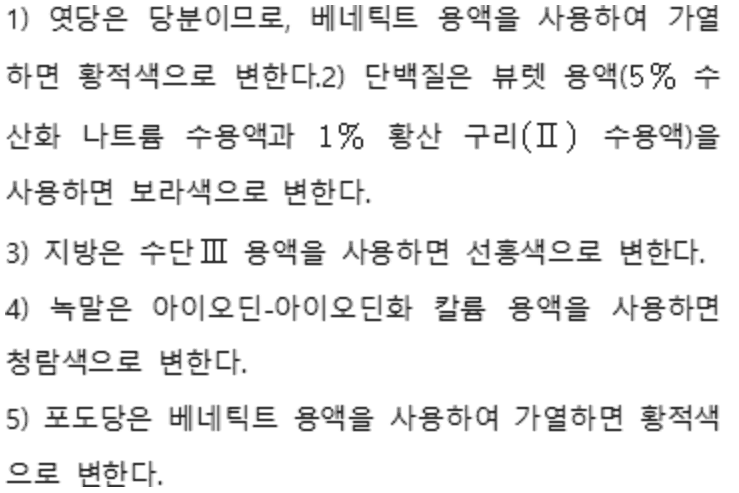 1) 엿당은 당분이므로, 베네틱트 용액을 사용하여 가열
하면 황적색으로 변한다.2) 단백질은 뷰렛 용액(5% 수
산화 나트륨 수용액과 1% 황산 구리(Ⅱ) 수용액)을
사용하면 보라색으로 변한다.
3) 지방은 수단Ⅲ 용액을 사용하면 선홍색으로 변한다.
4) 녹말은 아이오딘-아이오딘화 칼륨 용액을 사용하면
청람색으로 변한다.
5) 포도당은 베네틱트 용액을 사용하여 가열하면 황적색
으로 변한다.